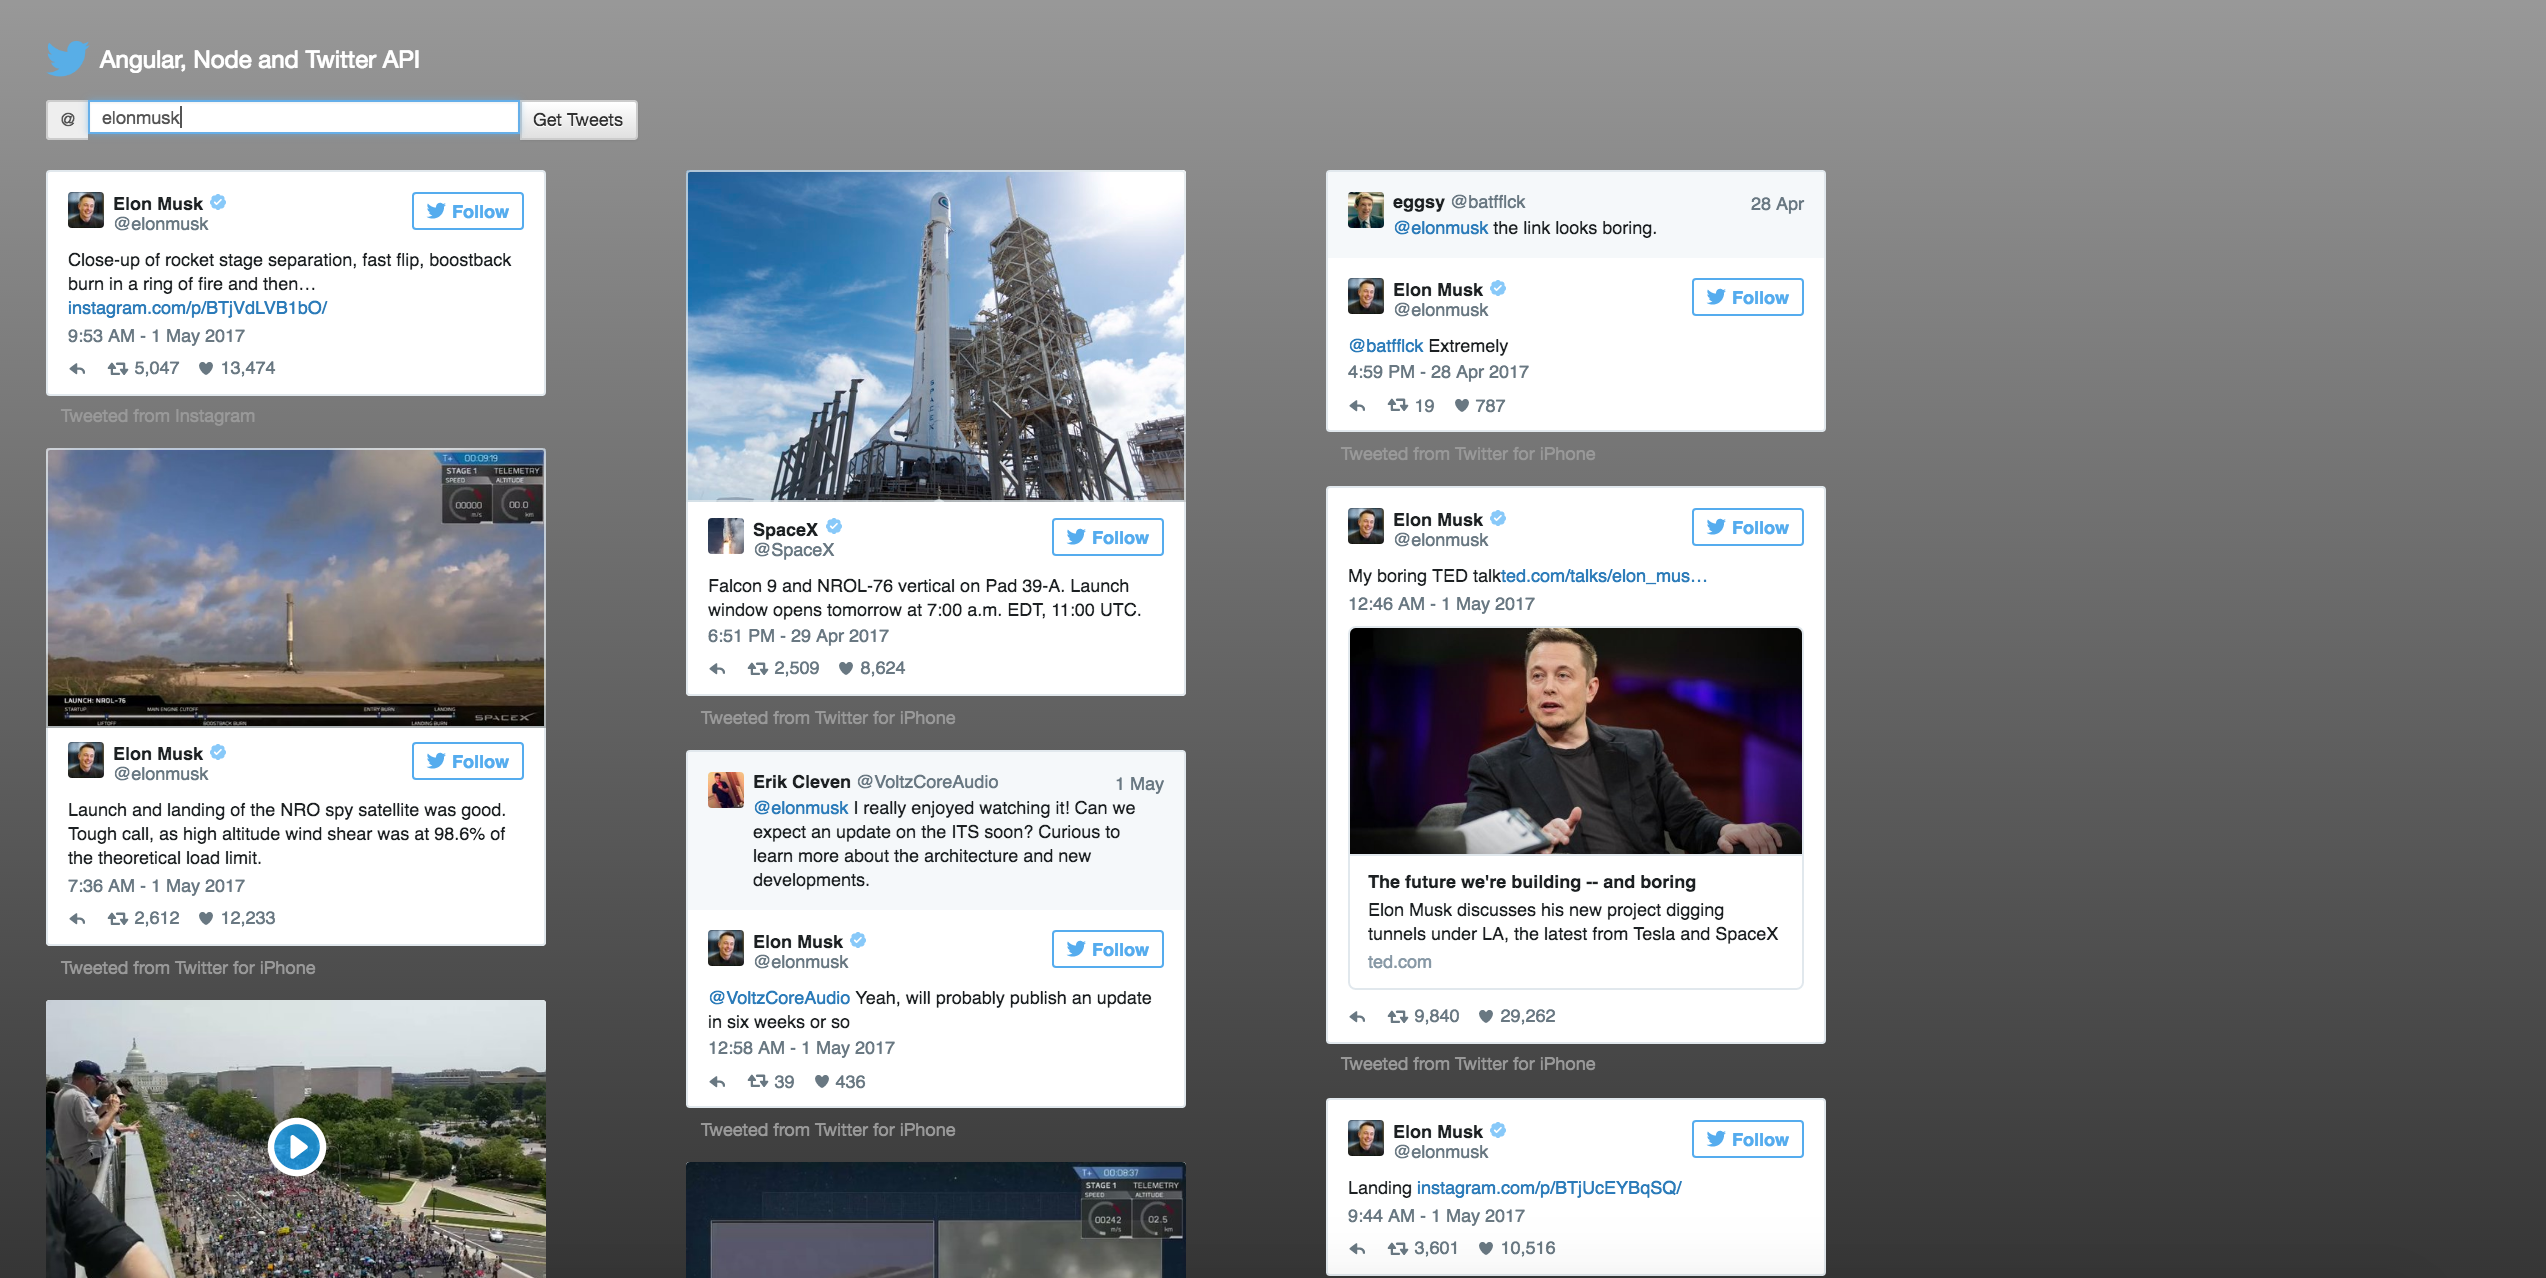 Angular, Node and Twitter API
@ elonmusk Get Tweets
Elon Musk
@elonmusk
Follow
Close-up of rocket stage separation, fast flip, boostback
burn in a ring of fire and then…
instagram.com/p/BTjVdLVB1bO/
9:53 AM - 1 May 2017
5,047 13,474
Tweeted from Instagram
T+ 00:09:19
STAGE 1 TELEMETRY
SPEED ALTITUDE
00000 00.0
m/s km
LAUNCH: NROL-76
STARTUP MAIN ENGINE CUTOFF ENTRY BURN LANDING
LIFTOFF BOOSTBACK BURN LANDING BURN
SPACEX
Elon Musk
@elonmusk
Follow
Launch and landing of the NRO spy satellite was good.
Tough call, as high altitude wind shear was at 98.6% of
the theoretical load limit.
7:36 AM - 1 May 2017
2,612 12,233
Tweeted from Twitter for iPhone
SPACEX
SpaceX
@SpaceX
Follow
Falcon 9 and NROL-76 vertical on Pad 39-A. Launch
window opens tomorrow at 7:00 a.m. EDT, 11:00 UTC.
6:51 PM - 29 Apr 2017
2,509 8,624
Tweeted from Twitter for iPhone
Erik Cleven @VoltzCoreAudio 1 May
@elonmusk I really enjoyed watching it! Can we
expect an update on the ITS soon? Curious to
learn more about the architecture and new
developments.
Elon Musk
@elonmusk
Follow
@VoltzCoreAudio Yeah, will probably publish an update
in six weeks or so
12:58 AM - 1 May 2017
39 436
Tweeted from Twitter for iPhone
T+ 00:08:37
STAGE 1 TELEMETRY
SPEED ALTITUDE
00242 02.5
m/s km
eggsy @batfflck 28 Apr
@elonmusk the link looks boring.
Elon Musk
@elonmusk
Follow
@batfflck Extremely
4:59 PM - 28 Apr 2017
19 787
Tweeted from Twitter for iPhone
Elon Musk
@elonmusk
Follow
My boring TED talkted.com/talks/elon_mus…
12:46 AM - 1 May 2017
The future we're building -- and boring
Elon Musk discusses his new project digging
tunnels under LA, the latest from Tesla and SpaceX
ted.com
9,840 29,262
Tweeted from Twitter for iPhone
Elon Musk
@elonmusk
Follow
Landing instagram.com/p/BTjUcEYBqSQ/
9:44 AM - 1 May 2017
3,601 10,516